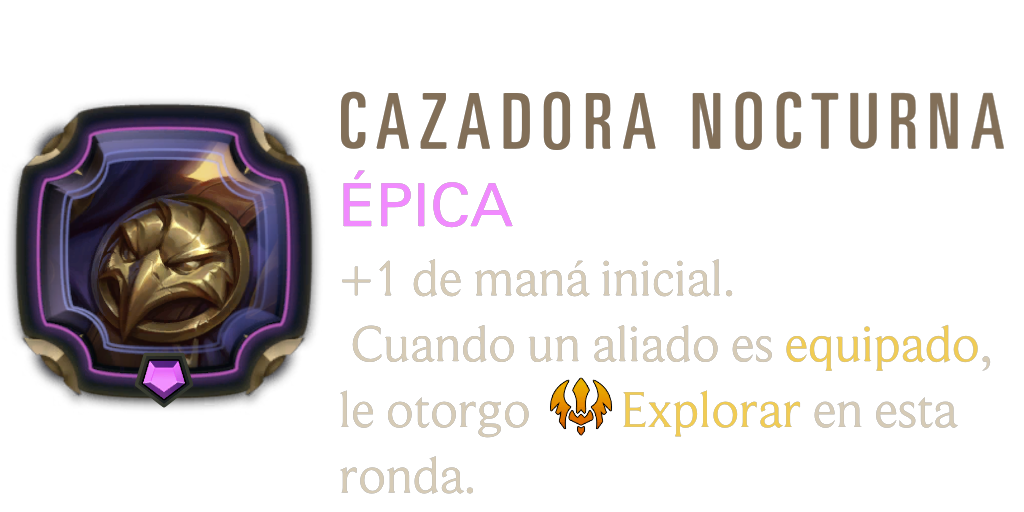 CAZADORA NOCTURNA
ÉPICA
+1 de maná inicial.
Cuando un aliado es equipado,
le otorgo Explorar en esta
ronda.